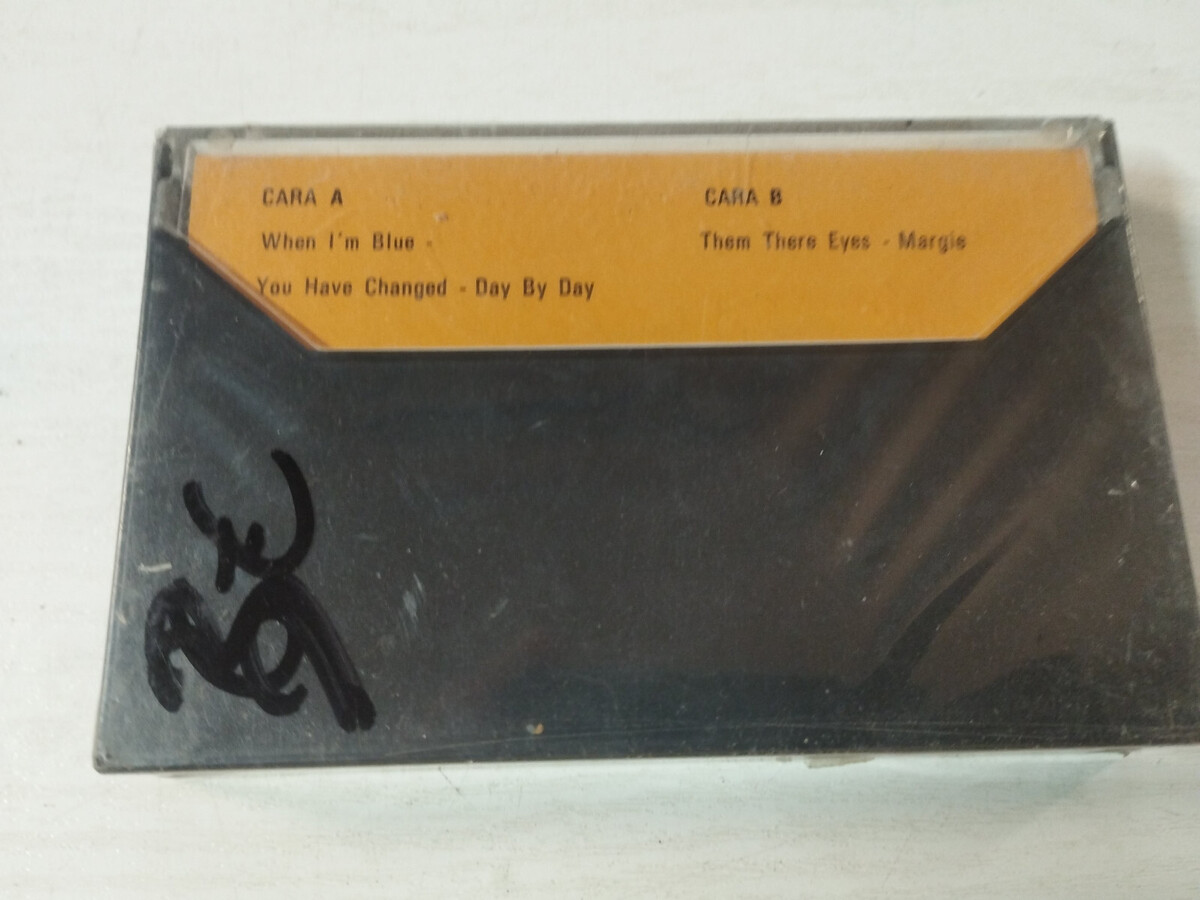 CARA A
When I'm Blue -
You Have Changed - Day By Day
CARA B
Them There Eyes - Margie